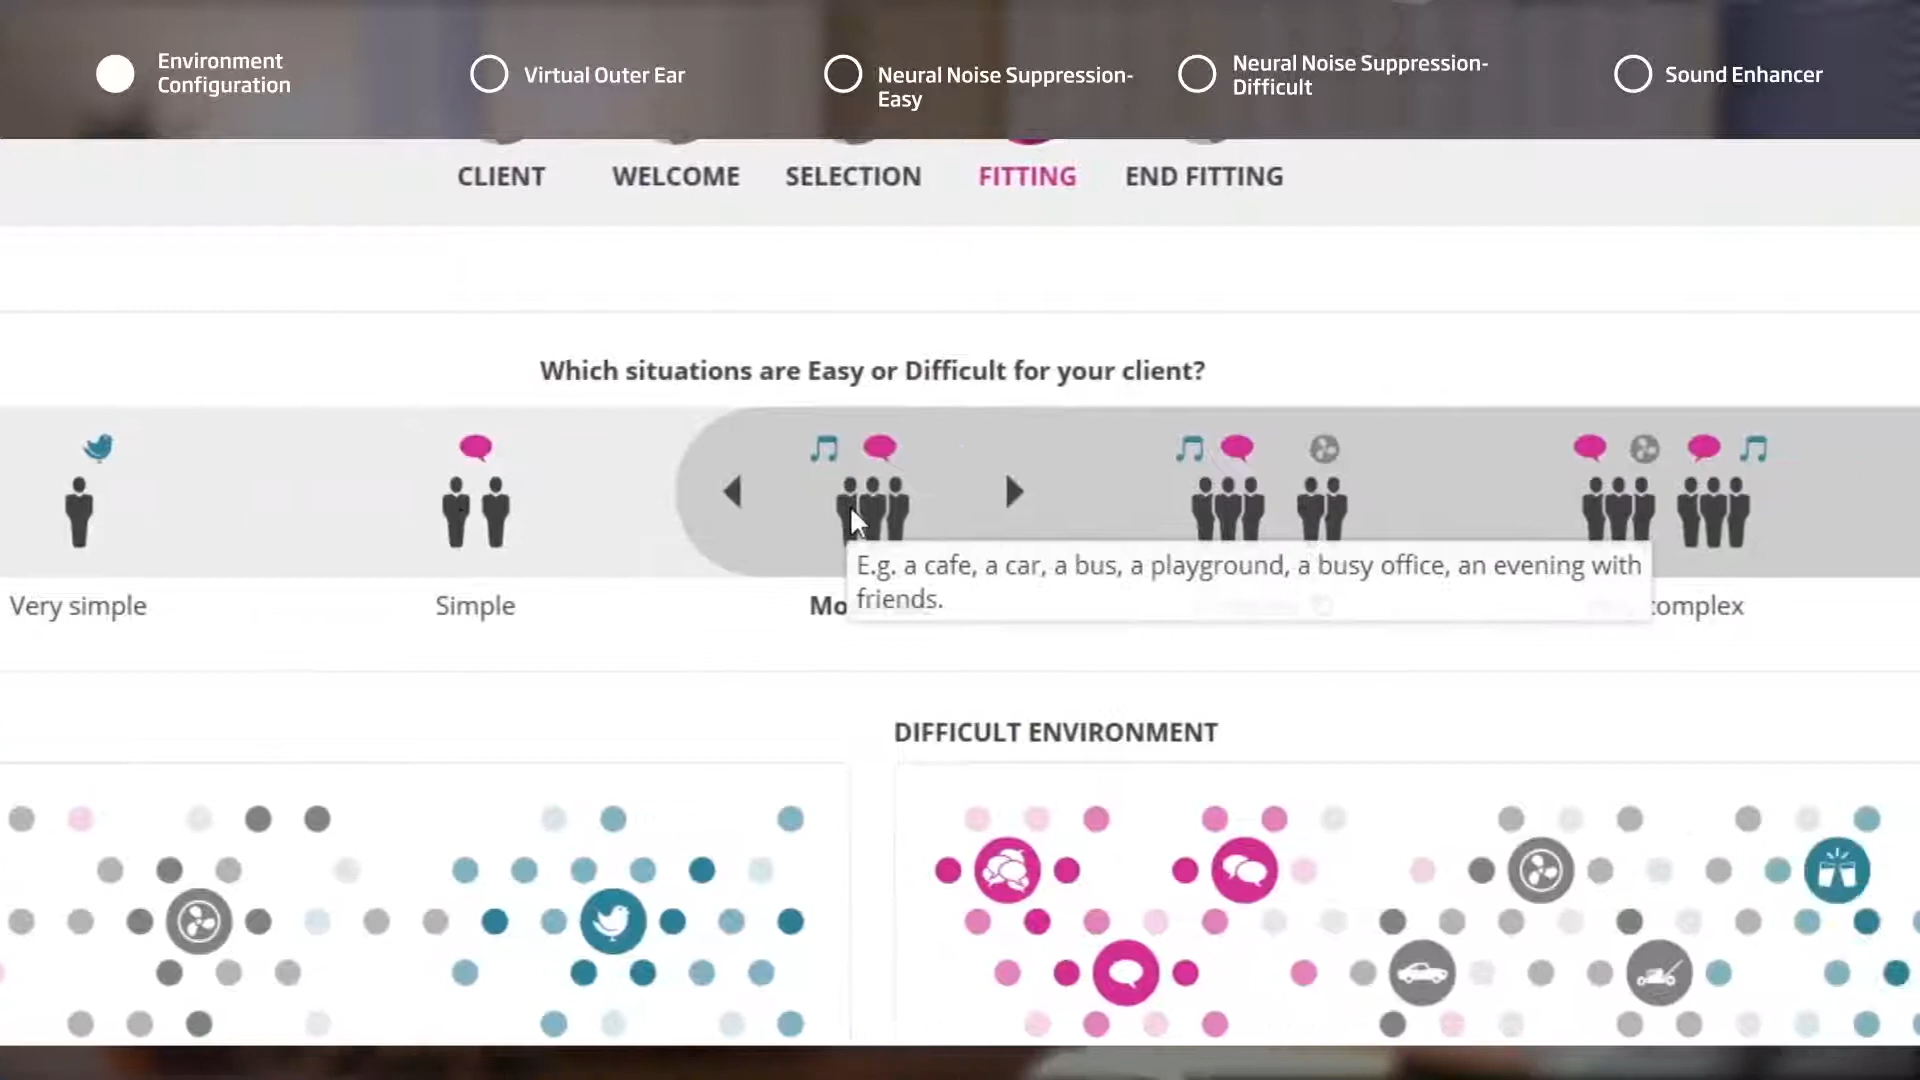 Environment
Configuration
Virtual Outer Ear
Neural Noise Suppression-
Easy
Neural Noise Suppression-
Difficult
Sound Enhancer
CLIENT
WELCOME
SELECTION
FITTING
END FITTING
Which situations are Easy or Difficult for your client?
E.g. a cafe, a car, a bus, a playground, a busy office, an evening with
friends.
Very simple
Simple
Mo
complex
DIFFICULT ENVIRONMENT